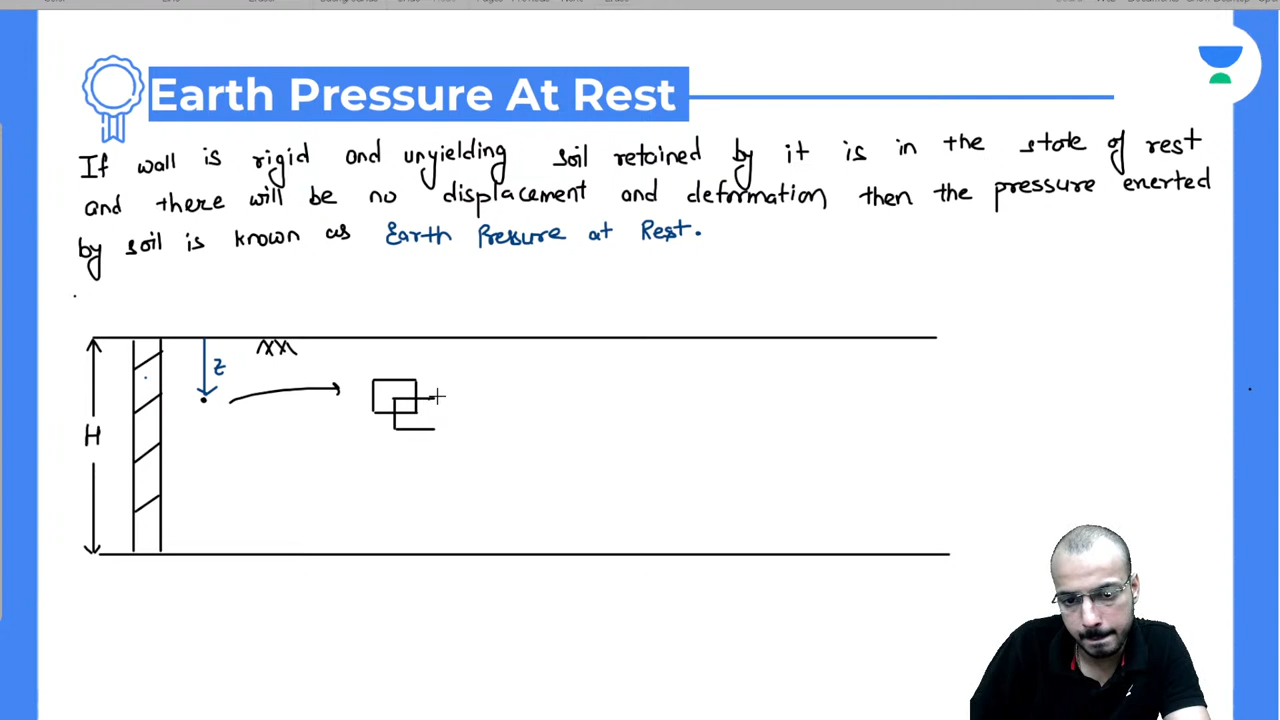 Earth Pressure At Rest
If wall is rigid and unyielding soil retained by it is in the state of rest
and there will be no displacement and deformation then the pressure enerted
by soil is known as Earth Pressure at Rest.
z
H